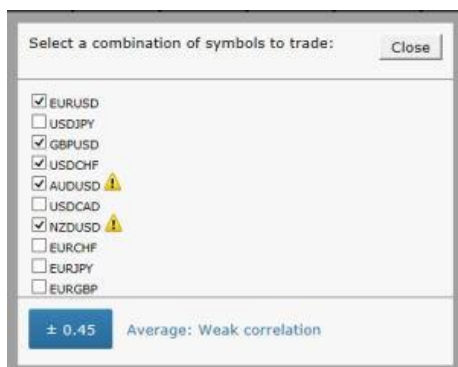 Select a combination of symbols to trade:
Close
EURUSD
USDJPY
GBPUSD
USDCHF
AUDUSD
USDCAD
NZDUSD
EURCHF
EURJPY
EURGBP
± 0.45
Average: Weak correlation